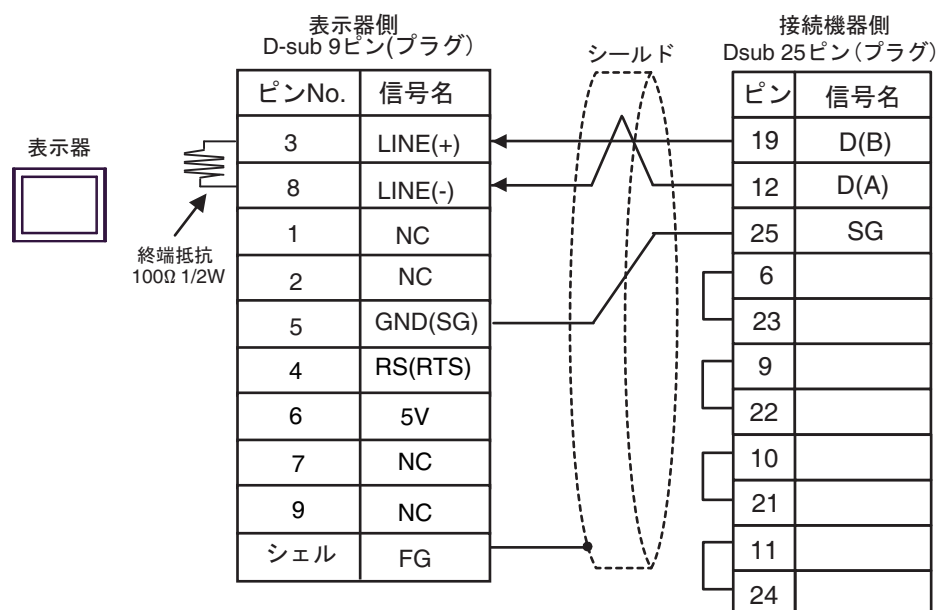 表示器側
D-sub 9ピン(プラグ)
シールド
接続機器側
Dsub 25ピン(プラグ)
ピンNo. 信号名
3 LINE(+)
8 LINE(-)
1 NC
2 NC
5 GND(SG)
4 RS(RTS)
6 5V
7 NC
9 NC
シェル FG
表示器
終端抵抗
100Ω 1/2W
ピン 信号名
19 D(B)
12 D(A)
25 SG
6
23
9
22
10
21
11
24